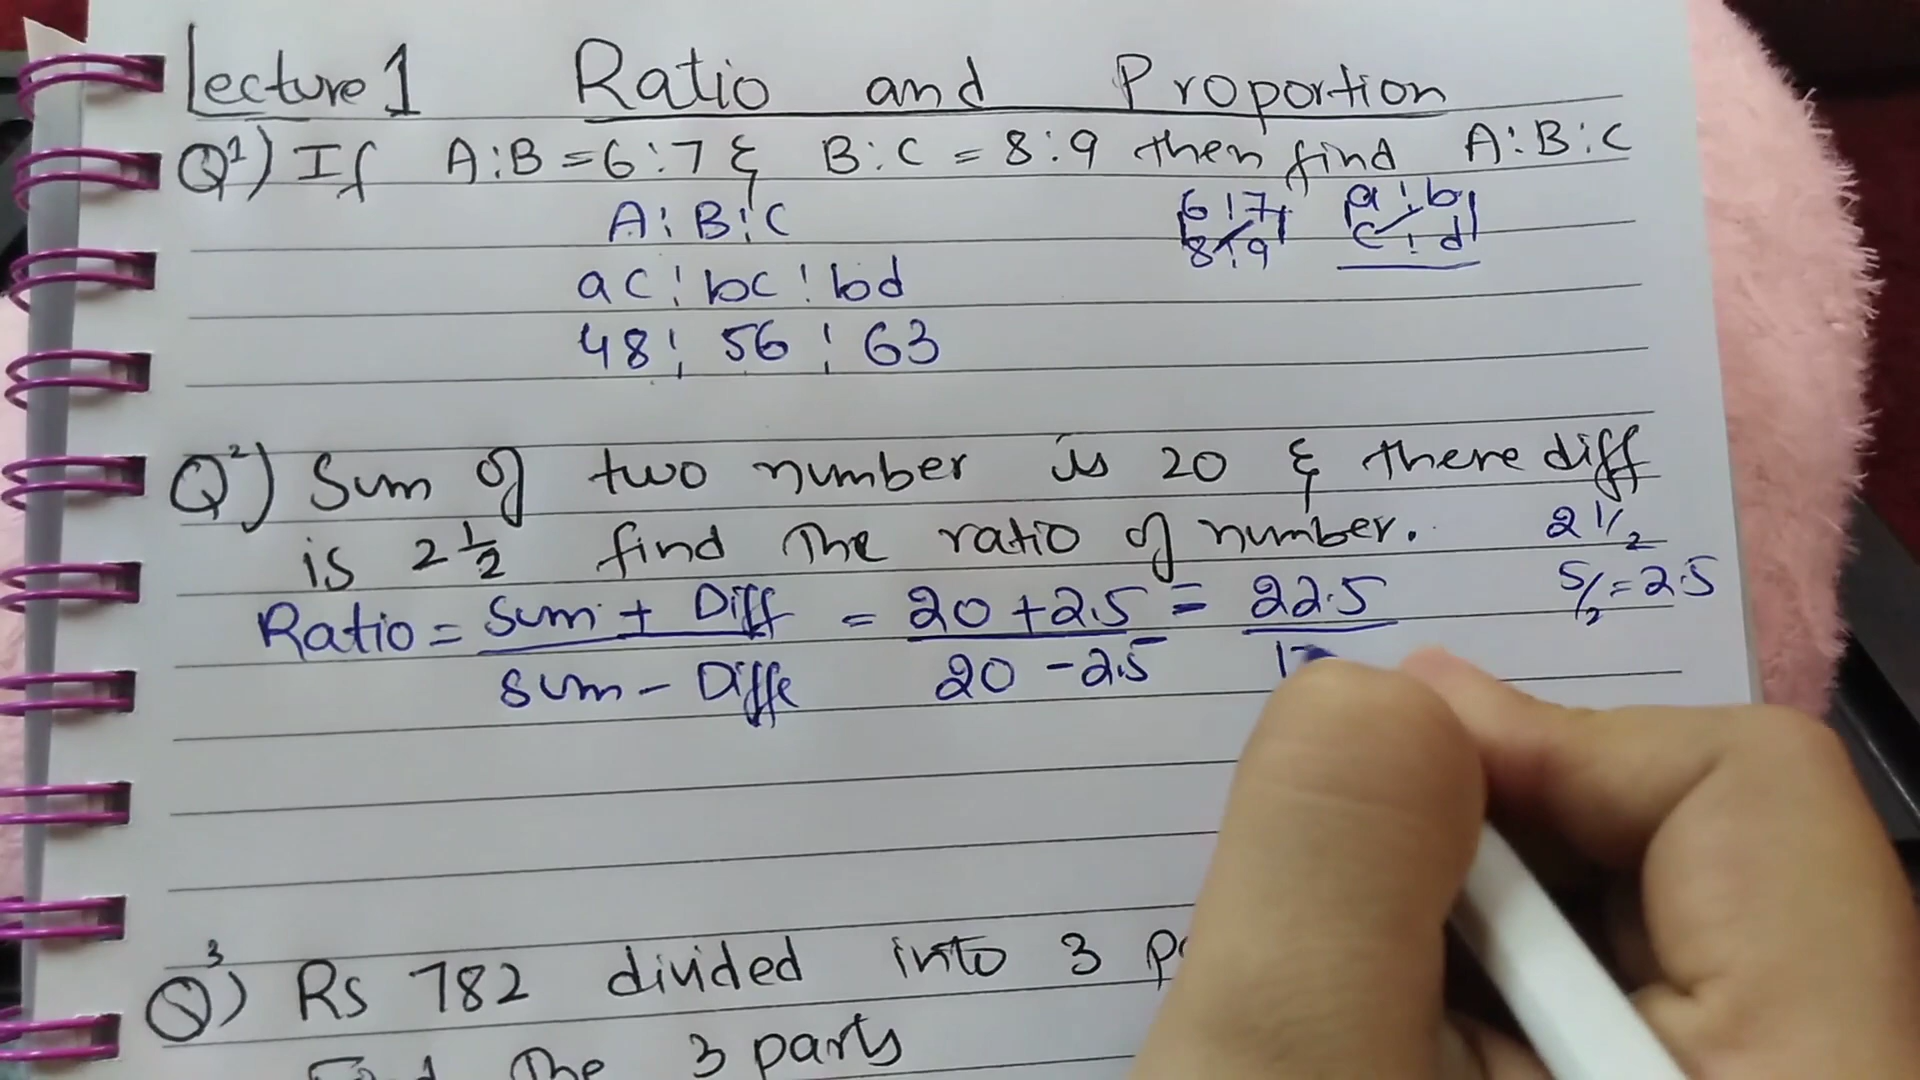 Lecture 1 Ratio and Proportion
Q1) If A:B = 6:7 & B:C = 8:9 then find A:B:C
A:B:C
6:7 a:b
8:9 c:d
ac:bc:bd
48:56:63
Q2) Sum of two number is 20 & there diff
is 2 1/2 find the ratio of number.
2 1/2
Ratio = Sum + Diff / Sum - Diffe = 20 + 2.5 / 20 - 2.5 = 22.5 /
5/2 = 2.5
Q3) Rs 782 divided into 3
the 3 parts